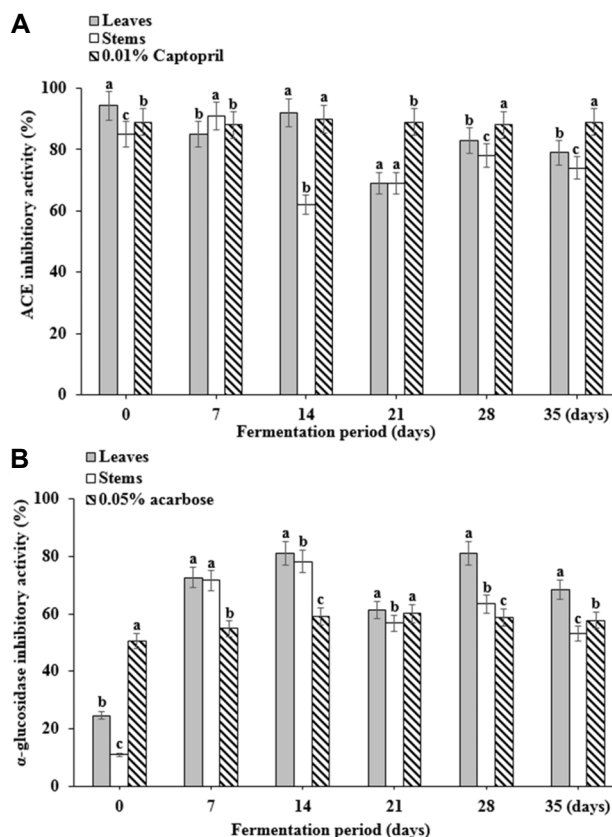 A
Leaves
Stems
0.01% Captopril
ACE inhibitiory activity (%)
100
80
60
40
20
0
a c b b a b a b a a a b b c a b c a
0 7 14 21 28 35 (days)
Fermentation period (days)
B
Leaves
Stems
0.05% acarbose
α-glucosidase inhibitory activity (%)
100
80
60
40
20
0
b c a a a b a b c a b a a b c a c b
0 7 14 21 28 35 (days)
Fermentation period (days)